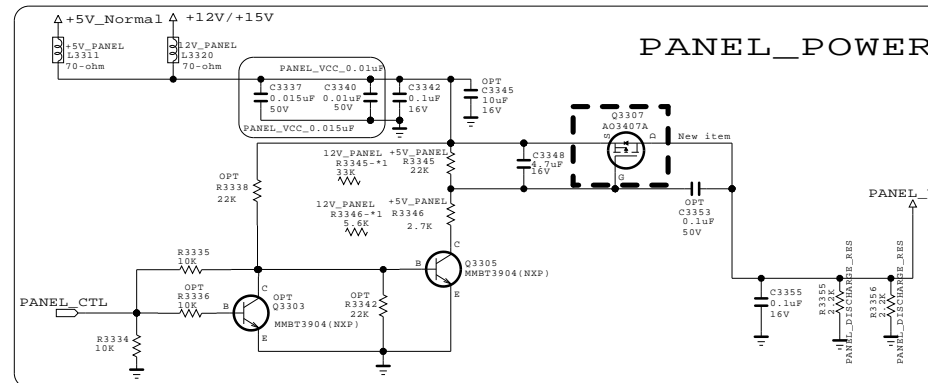 +5V_Normal
+12V/+15V
PANEL_POWER
+5V_PANEL
L3311
70-ohm
12V_PANEL
L3320
70-ohm
PANEL_VCC_0.01uF
C3337
0.015uF
50V
C3340
0.01uF
50V
C3342
0.1uF
16V
OPT
C3345
10uF
16V
PANEL_VCC_0.015uF
Q3307
AO3407A
S
D
G
New item
12V_PANEL
R3345-*1
33K
+5V_PANEL
R3345
22K
C3348
4.7uF
16V
OPT
R3338
22K
12V_PANEL
R3346-*1
5.6K
+5V_PANEL
R3346
2.7K
OPT
C3353
0.1uF
50V
PANEL_
R3335
10K
C
B
E
Q3305
MMBT3904(NXP)
PANEL_CTL
OPT
R3336
10K
B
C
E
OPT
Q3303
MMBT3904(NXP)
OPT
R3342
22K
R3334
10K
C3355
0.1uF
16V
R3355
2.2K
PANEL_DISCHARGE_RES
R3356
2.2K
PANEL_DISCHARGE_RES